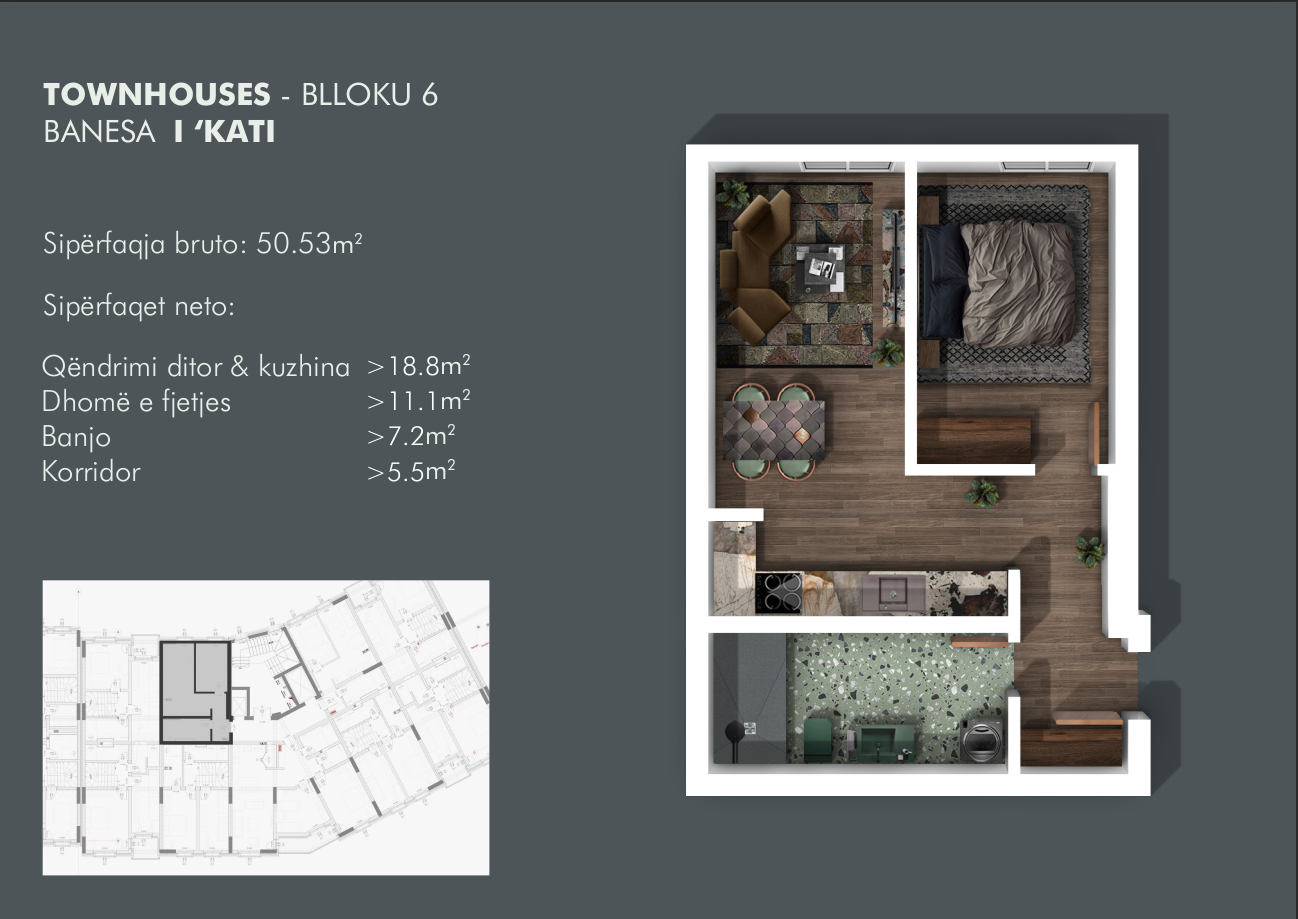 TOWNHOUSES - BLLOKU 6
BANESA I ‘KATI
Sipërfaqja bruto: 50.53m²
Sipërfaqet neto:
Qëndrimi ditor & kuzhina >18.8m²
Dhomë e fjetjes >11.1m²
Banjo >7.2m²
Korridor >5.5m²